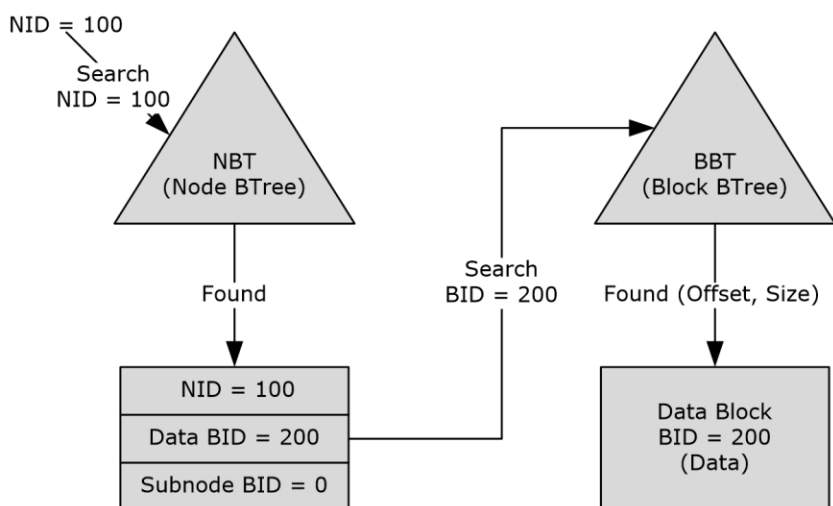 NID = 100
Search
NID = 100
NBT
(Node BTree)
Found
NID = 100
Data BID = 200
Subnode BID = 0
Search
BID = 200
BBT
(Block BTree)
Found (Offset, Size)
Data Block
BID = 200
(Data)